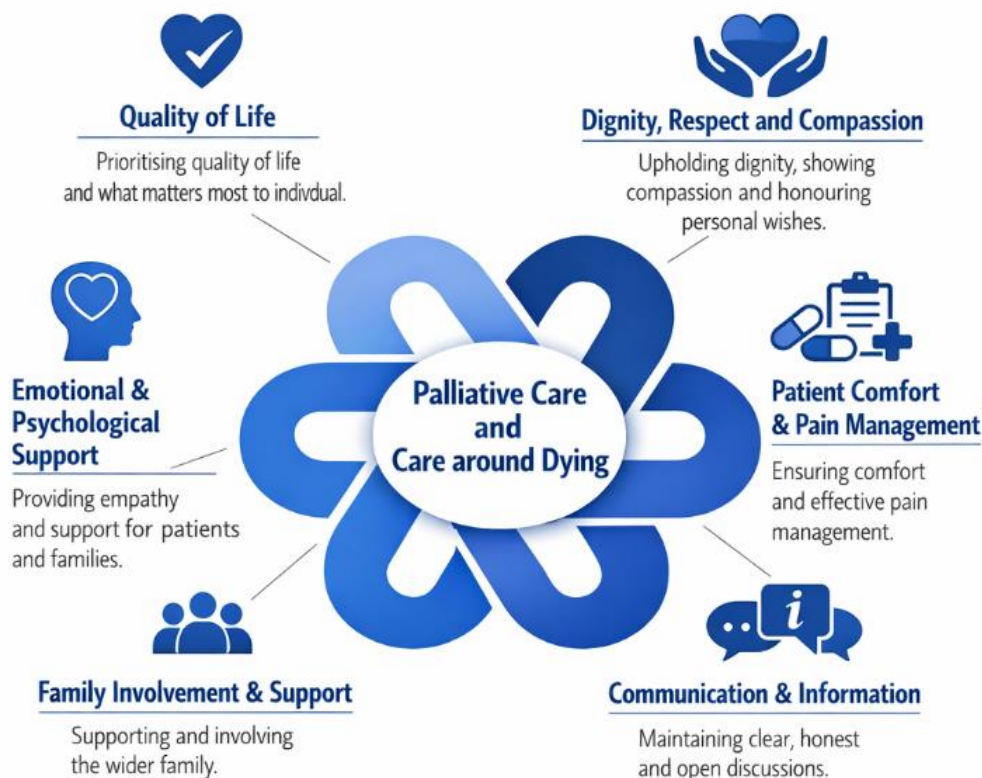 Quality of Life
Prioritising quality of life
and what matters most to indivdual.
Dignity, Respect and Compassion
Upholding dignity, showing
compassion and honouring
personal wishes.
Emotional &
Psychological
Support
Providing empathy
and support for patients
and families.
Palliative Care
and
Care around Dying
Patient Comfort
& Pain Management
Ensuring comfort
and effective pain
management.
Family Involvement & Support
Supporting and involving
the wider family.
i
Communication & Information
Maintaining clear, honest
and open discussions.